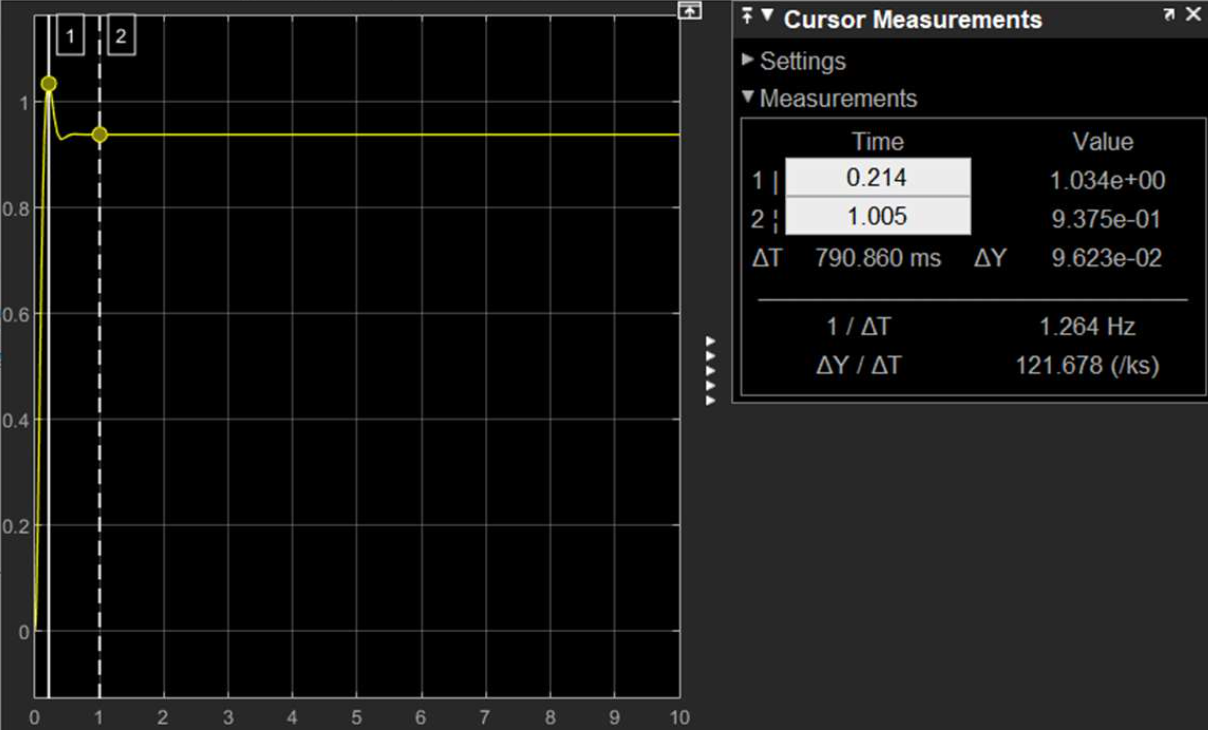 1 2
1
0.8
0.6
0.4
0.2
0
0 1 2 3 4 5 6 7 8 9 10
Cursor Measurements
Settings
Measurements
Time Value
1 | 0.214 1.034e+00
2 ¦ 1.005 9.375e-01
ΔT 790.860 ms ΔY 9.623e-02
1 / ΔT 1.264 Hz
ΔY / ΔT 121.678 (/ks)